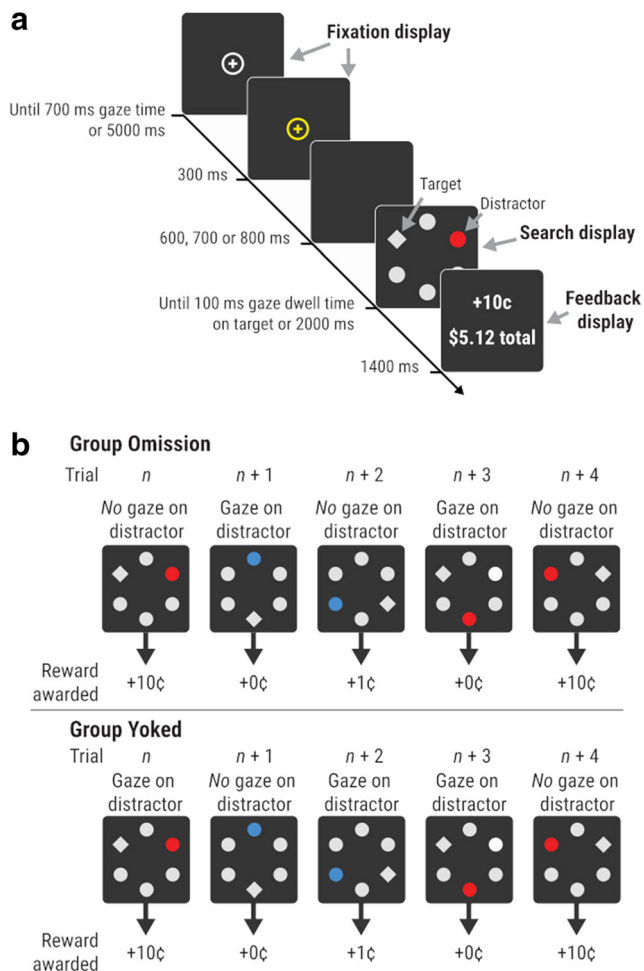 a
Fixation display
Until 700 ms gaze time
or 5000 ms
300 ms
600, 700 or 800 ms
Target
Distractor
Search display
Until 100 ms gaze dwell time
on target or 2000 ms
+10c
$5.12 total
Feedback
display
1400 ms
b
Group Omission
Trial n n + 1 n + 2 n + 3 n + 4
No gaze on distractor Gaze on distractor No gaze on distractor Gaze on distractor No gaze on distractor
Reward
awarded
+10¢ +0¢ +1¢ +0¢ +10¢
Group Yoked
Trial n n + 1 n + 2 n + 3 n + 4
Gaze on distractor No gaze on distractor Gaze on distractor Gaze on distractor No gaze on distractor
Reward
awarded
+10¢ +0¢ +1¢ +0¢ +10¢